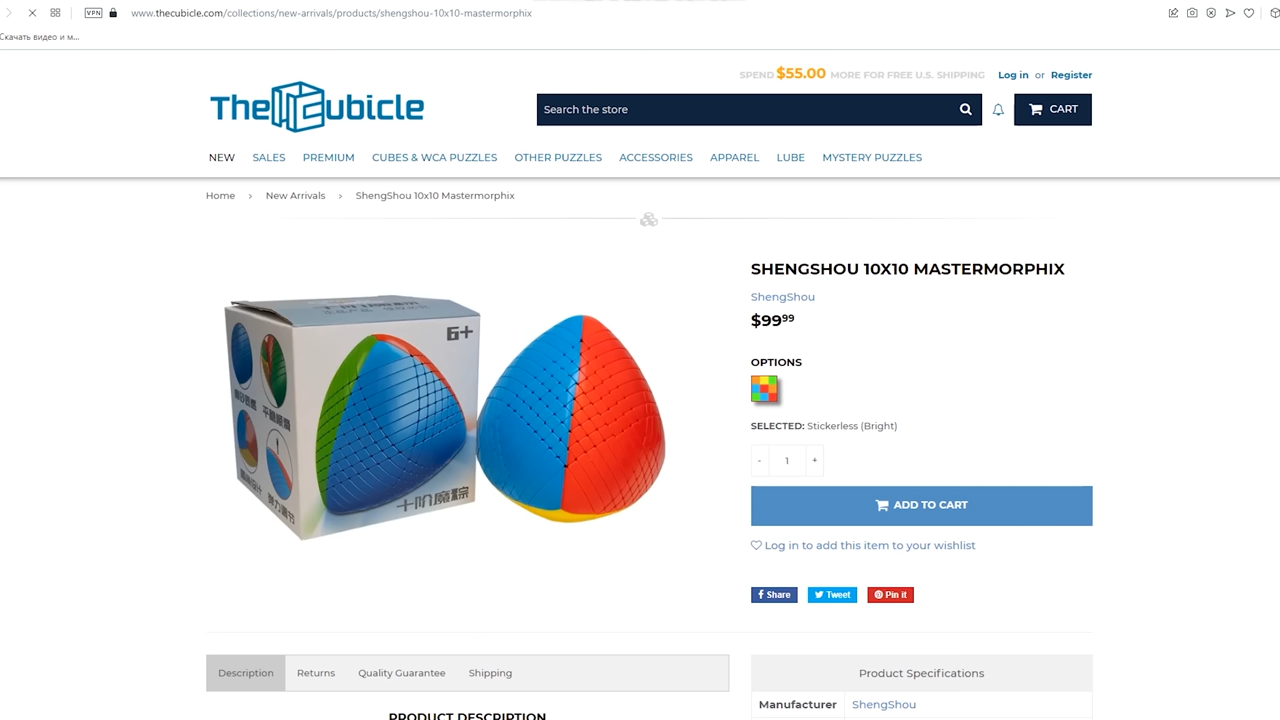 VPN
www.thecubicle.com/collections/new-arrivals/products/shengshou-10x10-mastermorphix
Скачать видео и м...
SPEND $55.00 MORE FOR FREE U.S. SHIPPING Log in or Register
TheCubicle
Search the store
CART
NEW SALES PREMIUM CUBES & WCA PUZZLES OTHER PUZZLES ACCESSORIES APPAREL LUBE MYSTERY PUZZLES
Home › New Arrivals › ShengShou 10x10 Mastermorphix
SHENGSHOU 10X10 MASTERMORPHIX
ShengShou
$9999
6+
十阶魔粽
OPTIONS
SELECTED: Stickerless (Bright)
- 1 +
ADD TO CART
Log in to add this item to your wishlist
Share Tweet Pin it
Description Returns Quality Guarantee Shipping
Product Specifications
Manufacturer ShengShou
PRODUCT DESCRIPTION